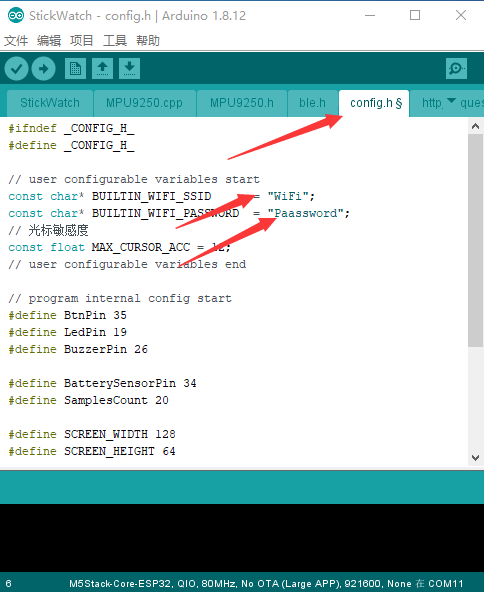 StickWatch - config.h | Arduino 1.8.12
文件 编辑 项目 工具 帮助
StickWatch MPU9250.cpp MPU9250.h ble.h config.h § http ques
#ifndef _CONFIG_H_
#define _CONFIG_H_
// user configurable variables start
const char* BUILTIN_WIFI_SSID = "WiFi";
const char* BUILTIN_WIFI_PASSWORD = "Paassword";
// 光标敏感度
const float MAX_CURSOR_ACC = 12;
// user configurable variables end
// program internal config start
#define BtnPin 35
#define LedPin 19
#define BuzzerPin 26
#define BatterySensorPin 34
#define SamplesCount 20
#define SCREEN_WIDTH 128
#define SCREEN_HEIGHT 64
6 M5Stack-Core-ESP32, QIO, 80MHz, No OTA (Large APP), 921600, None 在 COM11